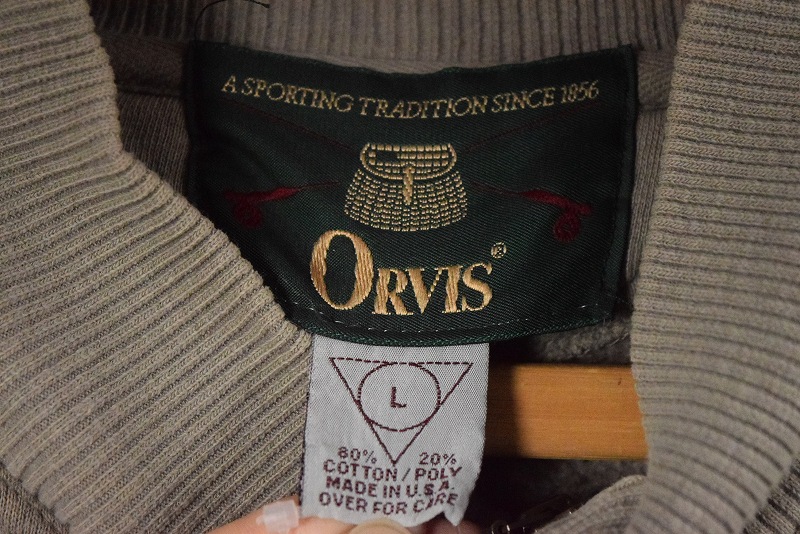 A SPORTING TRADITION SINCE 1856
ORVIS®
L
80% 20%
COTTON / POLY
MADE IN U.S.A.
OVER FOR CARE